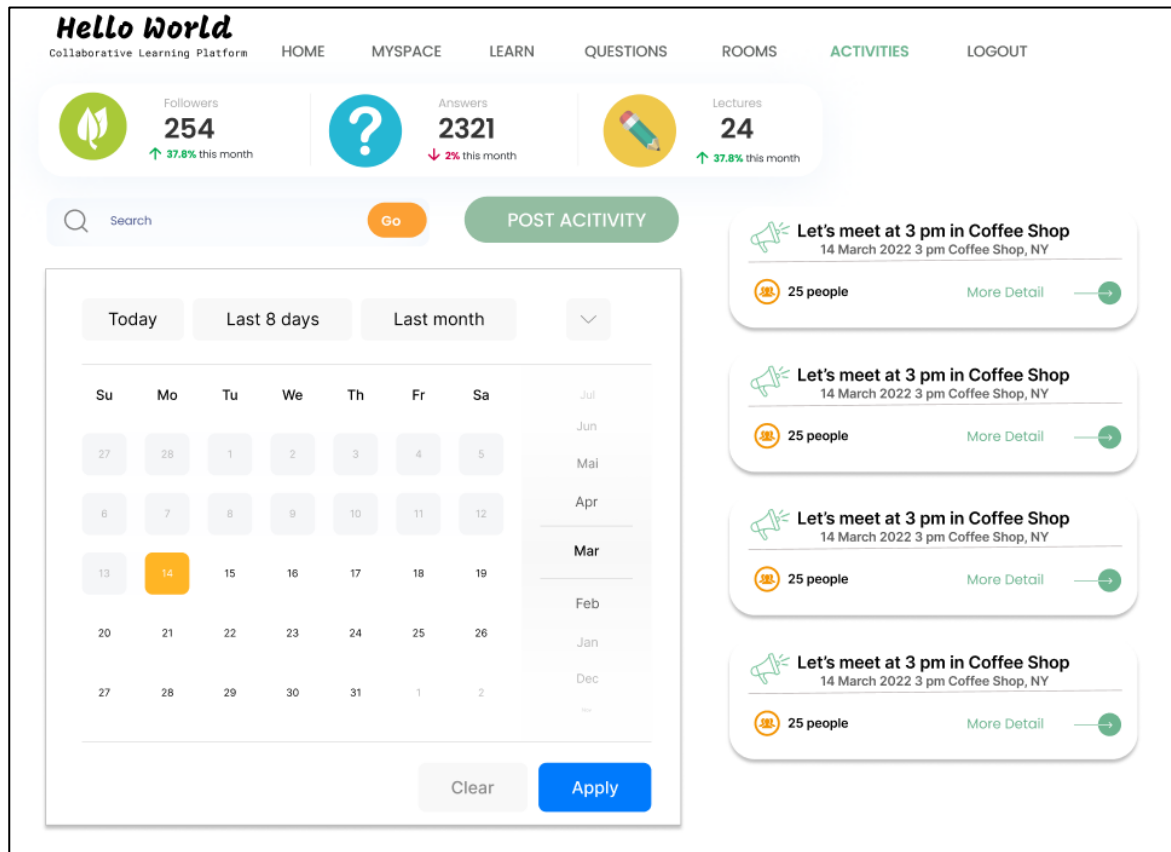 Hello World
Collaborative Learning Platform
HOME MYSPACE LEARN QUESTIONS ROOMS ACTIVITIES LOGOUT
Followers
254
37.8% this month
Answers
2321
2% this month
Lectures
24
37.8% this month
Search
Go
POST ACITIVITY
Today Last 8 days Last month
Su Mo Tu We Th Fr Sa
27 28 1 2 3 4 5
6 7 8 9 10 11 12
13 14 15 16 17 18 19
20 21 22 23 24 25 26
27 28 29 30 31 1 2
Jul
Jun
Mai
Apr
Mar
Feb
Jan
Dec
Clear Apply
Let's meet at 3 pm in Coffee Shop
14 March 2022 3 pm Coffee Shop, NY
25 people More Detail
Let's meet at 3 pm in Coffee Shop
14 March 2022 3 pm Coffee Shop, NY
25 people More Detail
Let's meet at 3 pm in Coffee Shop
14 March 2022 3 pm Coffee Shop, NY
25 people More Detail
Let's meet at 3 pm in Coffee Shop
14 March 2022 3 pm Coffee Shop, NY
25 people More Detail